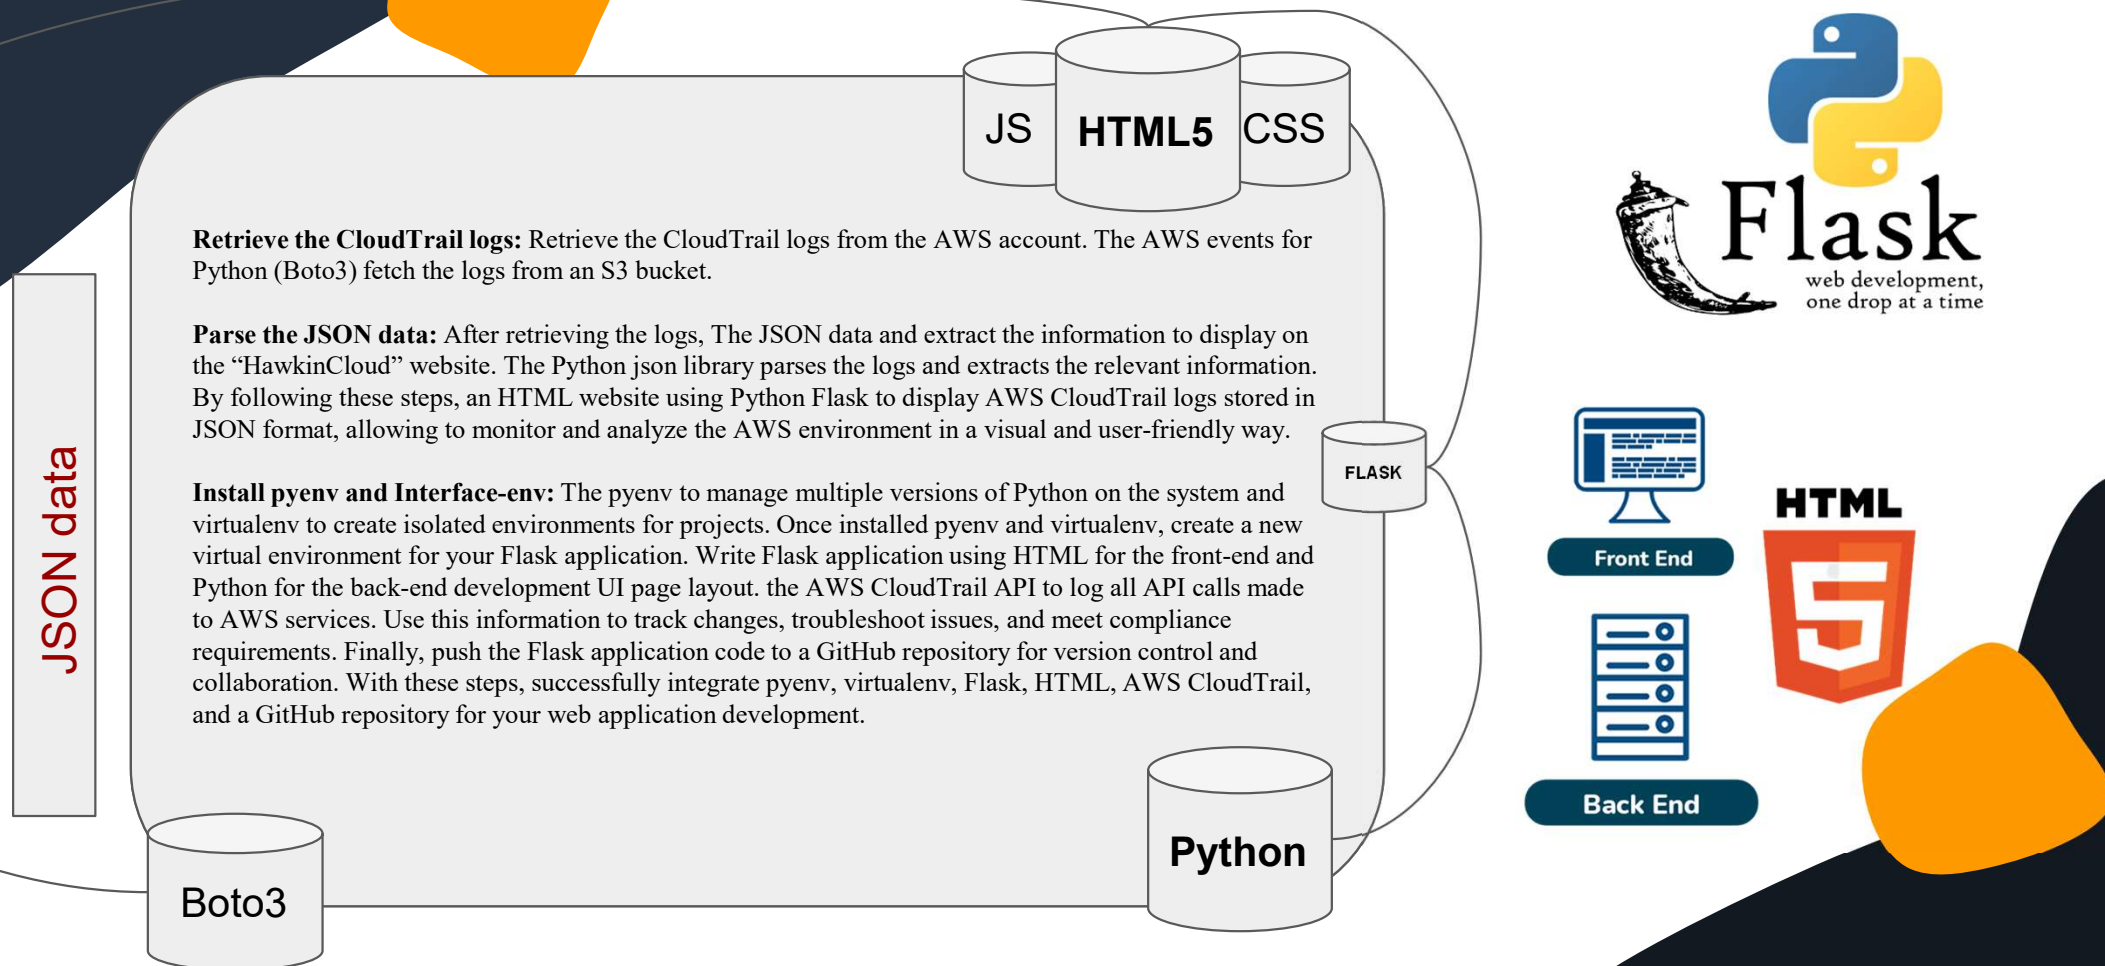 JS
HTML5
CSS
Retrieve the CloudTrail logs: Retrieve the CloudTrail logs from the AWS account. The AWS events for
Python (Boto3) fetch the logs from an S3 bucket.
Parse the JSON data: After retrieving the logs, The JSON data and extract the information to display on
the “HawkinCloud” website. The Python json library parses the logs and extracts the relevant information.
By following these steps, an HTML website using Python Flask to display AWS CloudTrail logs stored in
JSON format, allowing to monitor and analyze the AWS environment in a visual and user-friendly way.
Install pyenv and Interface-env: The pyenv to manage multiple versions of Python on the system and
virtualenv to create isolated environments for projects. Once installed pyenv and virtualenv, create a new
virtual environment for your Flask application. Write Flask application using HTML for the front-end and
Python for the back-end development UI page layout. the AWS CloudTrail API to log all API calls made
to AWS services. Use this information to track changes, troubleshoot issues, and meet compliance
requirements. Finally, push the Flask application code to a GitHub repository for version control and
collaboration. With these steps, successfully integrate pyenv, virtualenv, Flask, HTML, AWS CloudTrail,
and a GitHub repository for your web application development.
JSON data
FLASK
Python
Boto3
Flask
web development,
one drop at a time
Front End
HTML
5
Back End